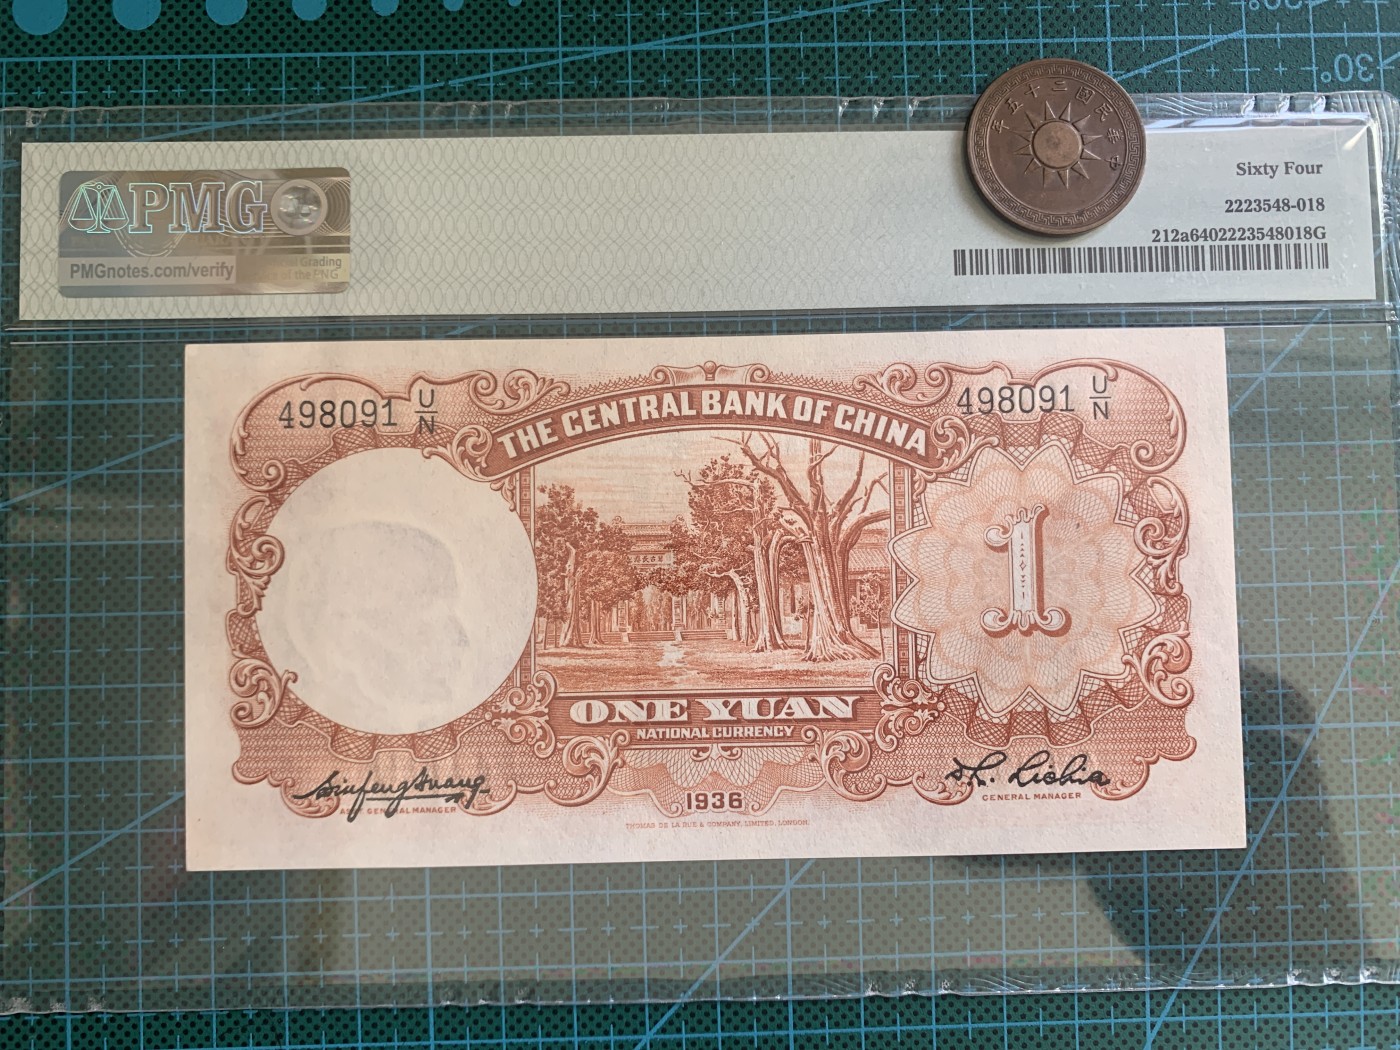 30°
中華民國二十五年
PMG
PMGnotes.com/verify
Sixty Four
2223548-018
212a6402223548018G
498091 U/N
498091 U/N
THE CENTRAL BANK OF CHINA
1
ONE YUAN
NATIONAL CURRENCY
GENERAL MANAGER
GENERAL MANAGER
1936
THOMAS DE LA RUE & COMPANY, LIMITED, LONDON.